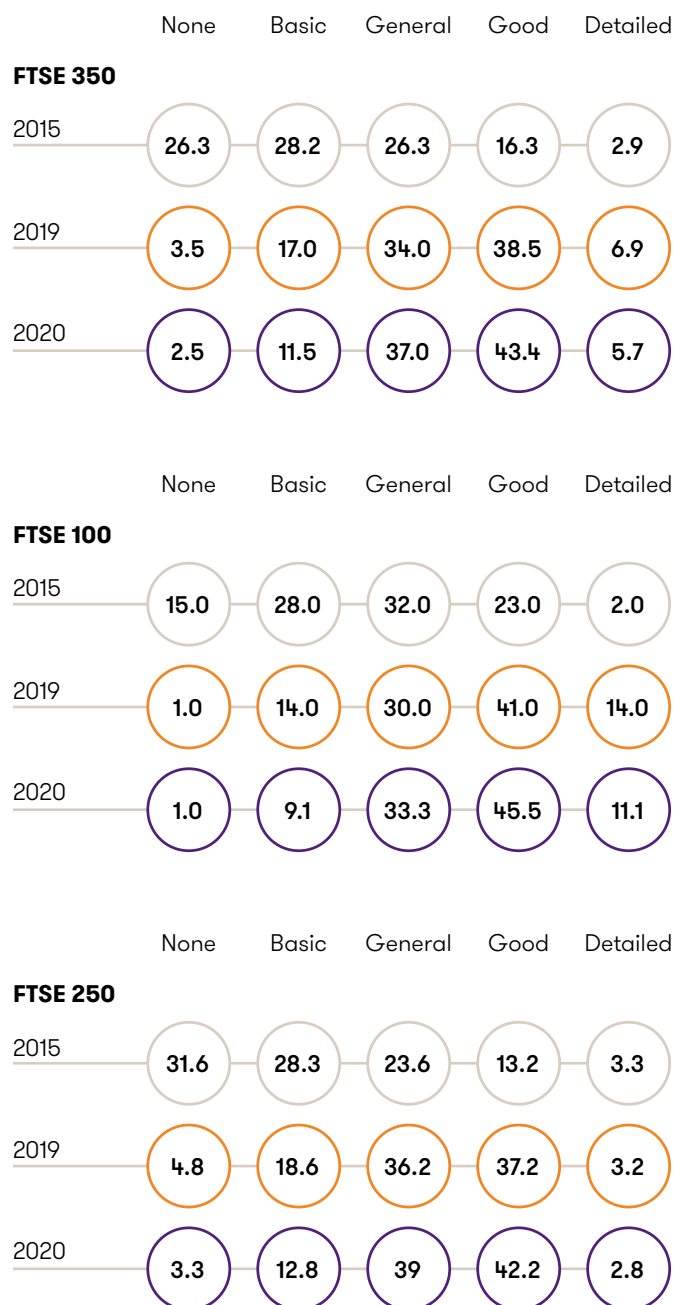 None Basic General Good Detailed
FTSE 350
2015 26.3 28.2 26.3 16.3 2.9
2019 3.5 17.0 34.0 38.5 6.9
2020 2.5 11.5 37.0 43.4 5.7
None Basic General Good Detailed
FTSE 100
2015 15.0 28.0 32.0 23.0 2.0
2019 1.0 14.0 30.0 41.0 14.0
2020 1.0 9.1 33.3 45.5 11.1
None Basic General Good Detailed
FTSE 250
2015 31.6 28.3 23.6 13.2 3.3
2019 4.8 18.6 36.2 37.2 3.2
2020 3.3 12.8 39 42.2 2.8